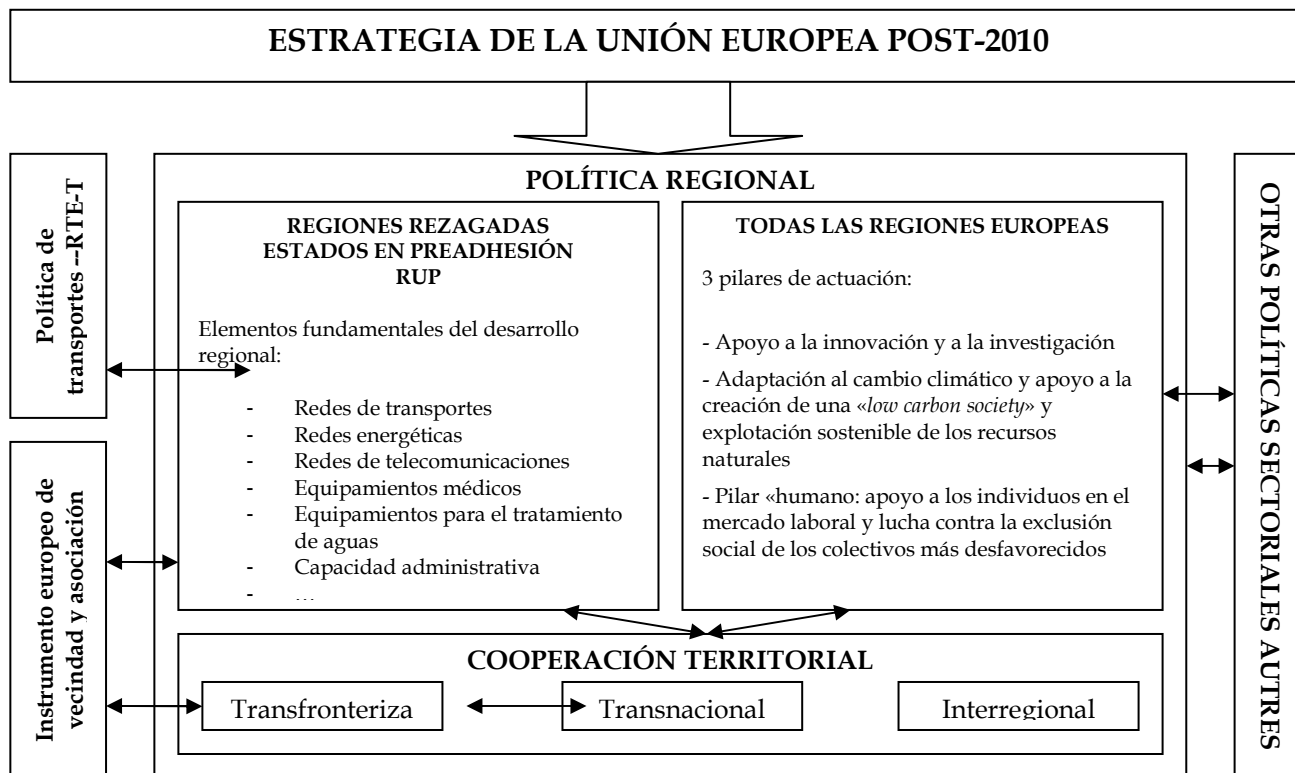 ESTRATEGIA DE LA UNIÓN EUROPEA POST-2010
Política de
transportes --RTE-T
Instrumento europeo de
vecindad y asociación
POLÍTICA REGIONAL
REGIONES REZAGADAS
ESTADOS EN PREADHESIÓN
RUP
Elementos fundamentales del desarrollo
regional:
- Redes de transportes
- Redes energéticas
- Redes de telecomunicaciones
- Equipamientos médicos
- Equipamientos para el tratamiento
de aguas
- Capacidad administrativa
- …
TODAS LAS REGIONES EUROPEAS
3 pilares de actuación:
- Apoyo a la innovación y a la investigación
- Adaptación al cambio climático y apoyo a la
creación de una «low carbon society» y
explotación sostenible de los recursos
naturales
- Pilar «humano: apoyo a los individuos en el
mercado laboral y lucha contra la exclusión
social de los colectivos más desfavorecidos
COOPERACIÓN TERRITORIAL
Transfronteriza
Transnacional
Interregional
OTRAS POLÍTICAS SECTORIALES AUTRES